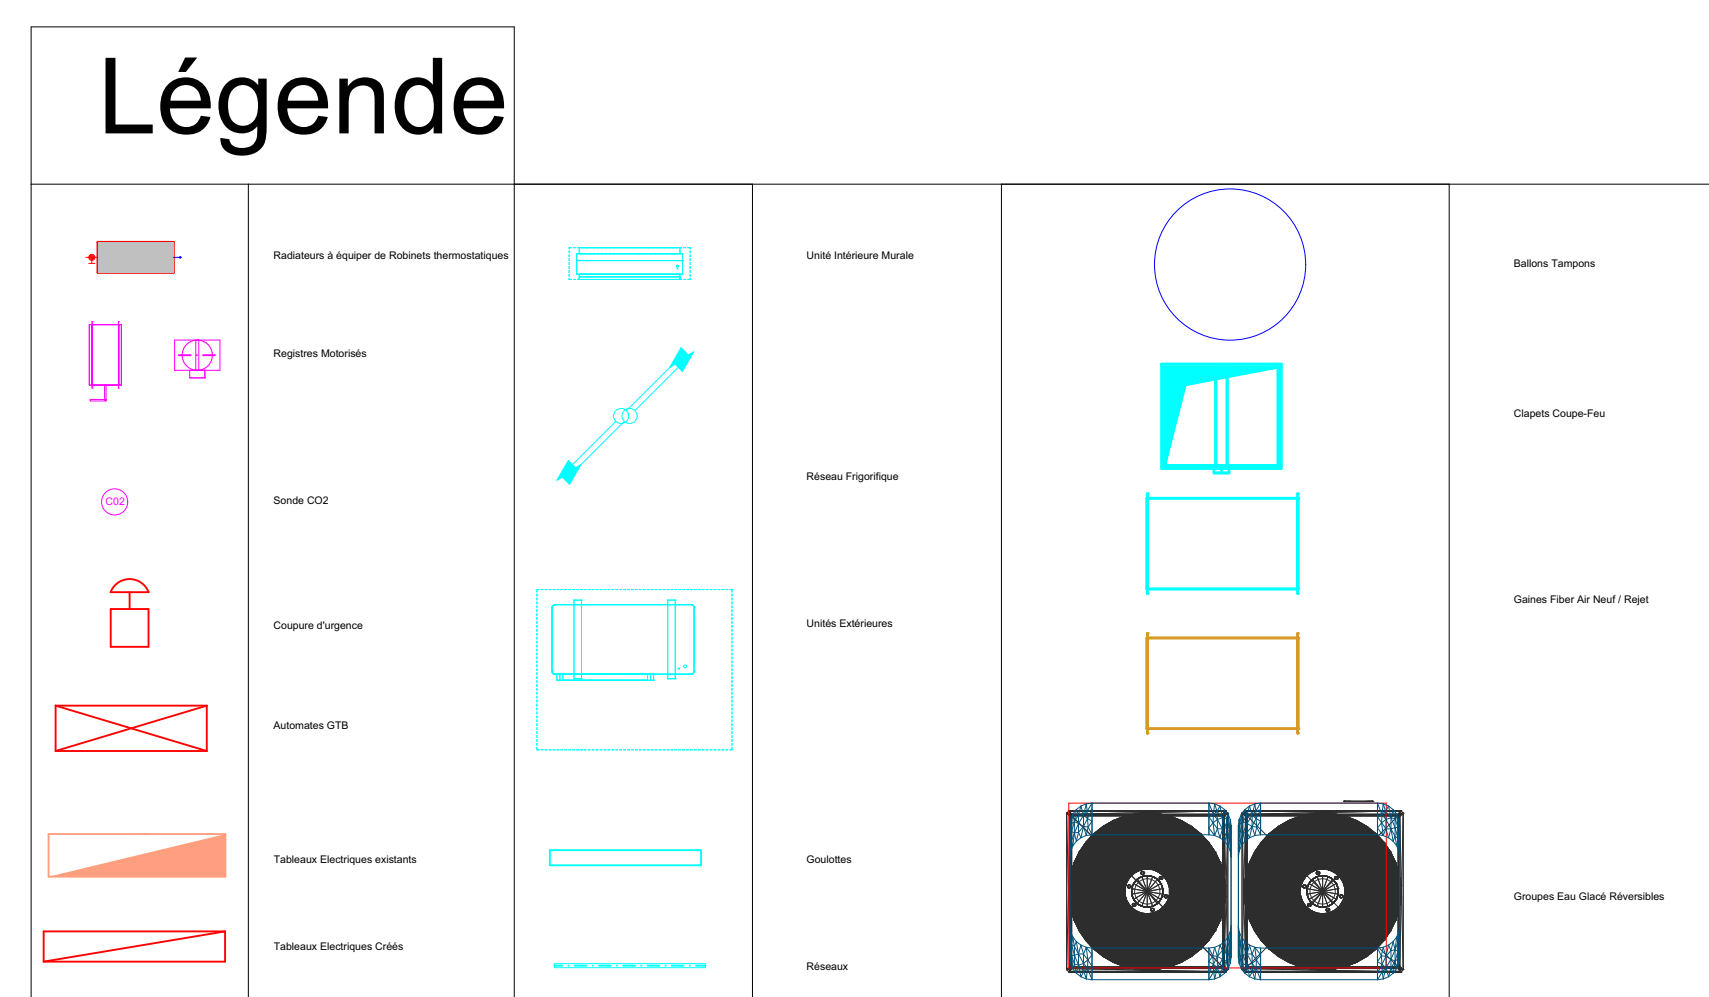 Légende
Radiateurs à équiper de Robinets thermostatiques
Registres Motorisés
C02
Sonde CO2
Coupure d'urgence
Automates GTB
Tableaux Electriques existants
Tableaux Electriques Créés
Unité Intérieure Murale
Réseau Frigorifique
Unités Extérieures
Goulottes
Réseaux
Ballons Tampons
Clapets Coupe-Feu
Gaines Fiber Air Neuf / Rejet
Groupes Eau Glacé Réversibles